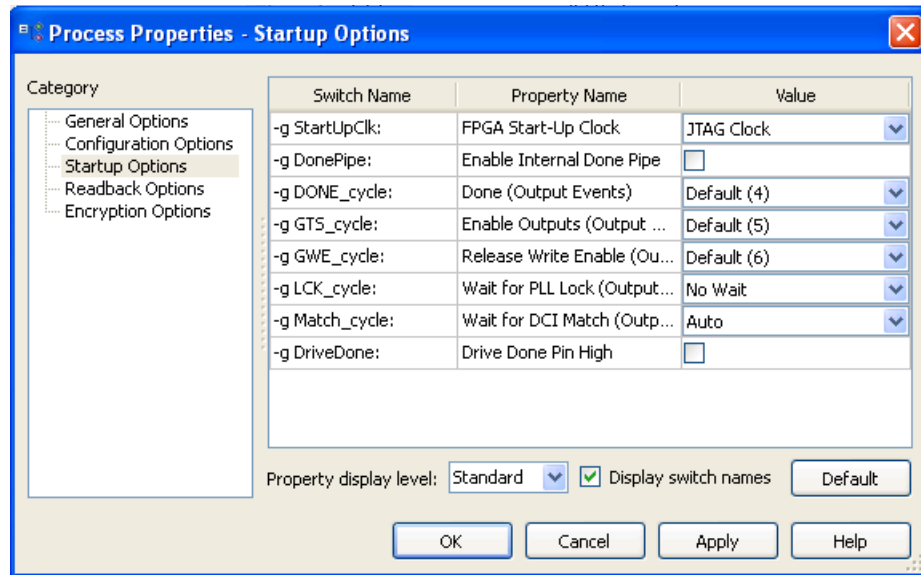 Process Properties - Startup Options
Category
General Options
Configuration Options
Startup Options
Readback Options
Encryption Options
Switch Name Property Name Value
-g StartUpClk: FPGA Start-Up Clock JTAG Clock
-g DonePipe: Enable Internal Done Pipe
-g DONE_cycle: Done (Output Events) Default (4)
-g GTS_cycle: Enable Outputs (Output ... Default (5)
-g GWE_cycle: Release Write Enable (Ou... Default (6)
-g LCK_cycle: Wait for PLL Lock (Output... No Wait
-g Match_cycle: Wait for DCI Match (Outp... Auto
-g DriveDone: Drive Done Pin High
Property display level: Standard Display switch names Default
OK Cancel Apply Help